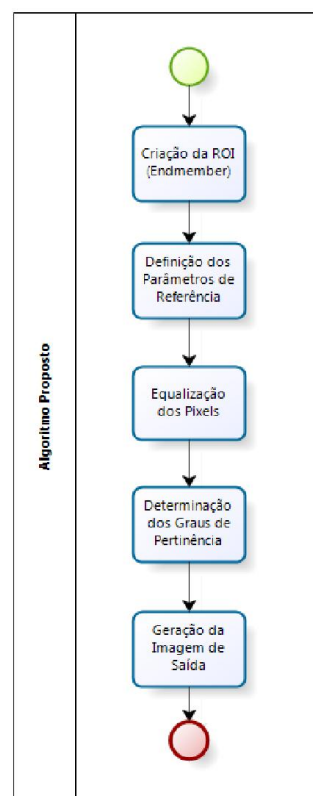 Algoritmo Proposto
Criação da ROI
(Endmember)
Definição dos
Parâmetros de
Referência
Equalização
dos Pixels
Determinação
dos Graus de
Pertinência
Geração da
Imagem de
Saída